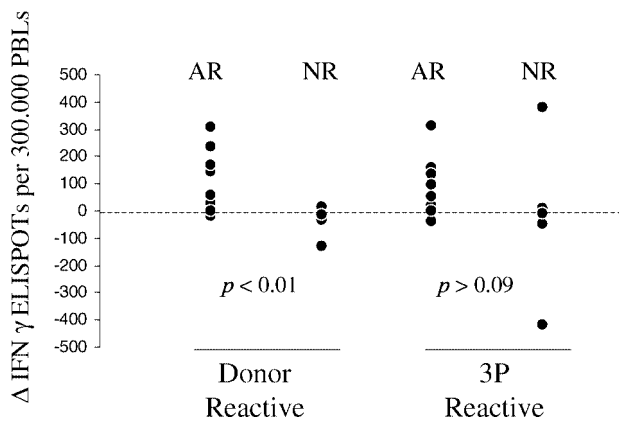 Δ IFN γ ELISPOTs per 300.000 PBLs
AR NR AR NR
500
400
300
200
100
0
-100
-200
-300
-400
-500
p < 0.01 p > 0.09
Donor 3P
Reactive Reactive